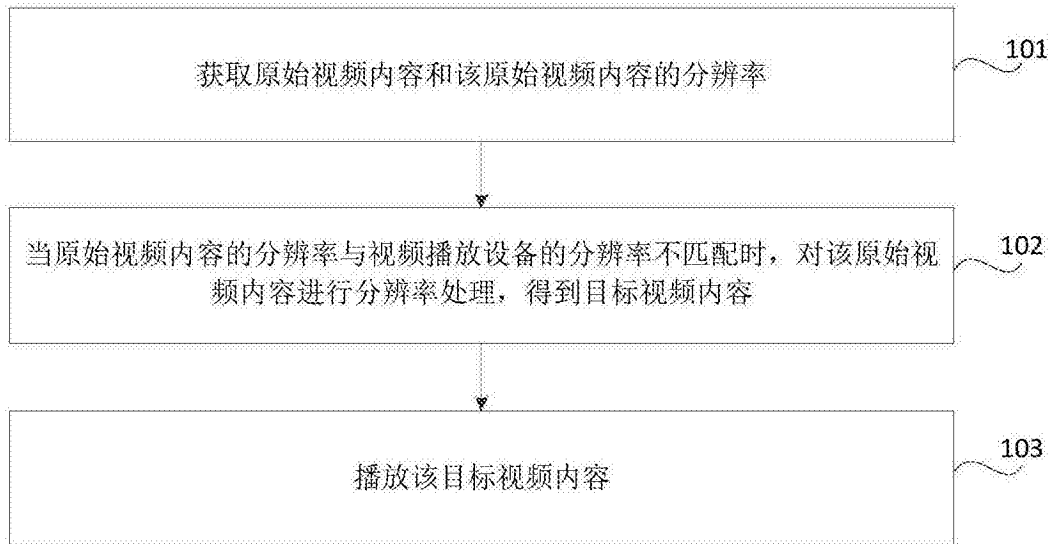 获取原始视频内容和该原始视频内容的分辨率
101
当原始视频内容的分辨率与视频播放设备的分辨率不匹配时，对该原始视
频内容进行分辨率处理，得到目标视频内容
102
播放该目标视频内容
103